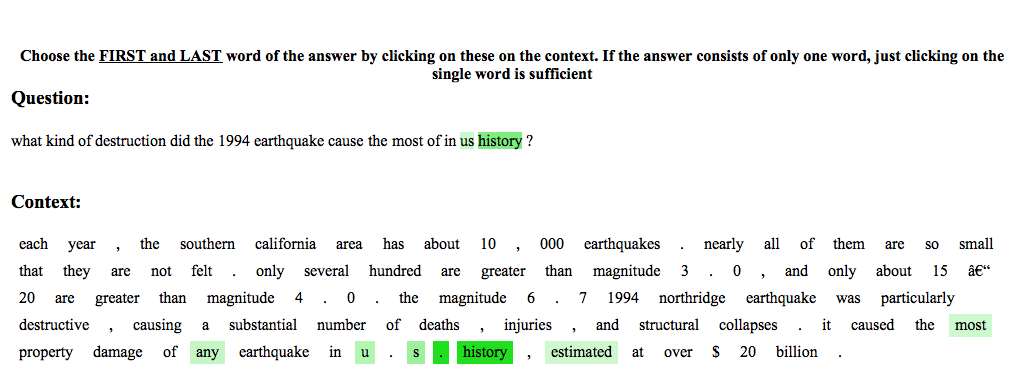 Choose the FIRST and LAST word of the answer by clicking on these on the context. If the answer consists of only one word, just clicking on the
single word is sufficient
Question:
what kind of destruction did the 1994 earthquake cause the most of in us history ?
Context:
each year , the southern california area has about 10 , 000 earthquakes . nearly all of them are so small
that they are not felt . only several hundred are greater than magnitude 3 . 0 , and only about 15 â€“
20 are greater than magnitude 4 . 0 . the magnitude 6 . 7 1994 northridge earthquake was particularly
destructive , causing a substantial number of deaths , injuries , and structural collapses . it caused the most
property damage of any earthquake in u . s . history , estimated at over $ 20 billion .